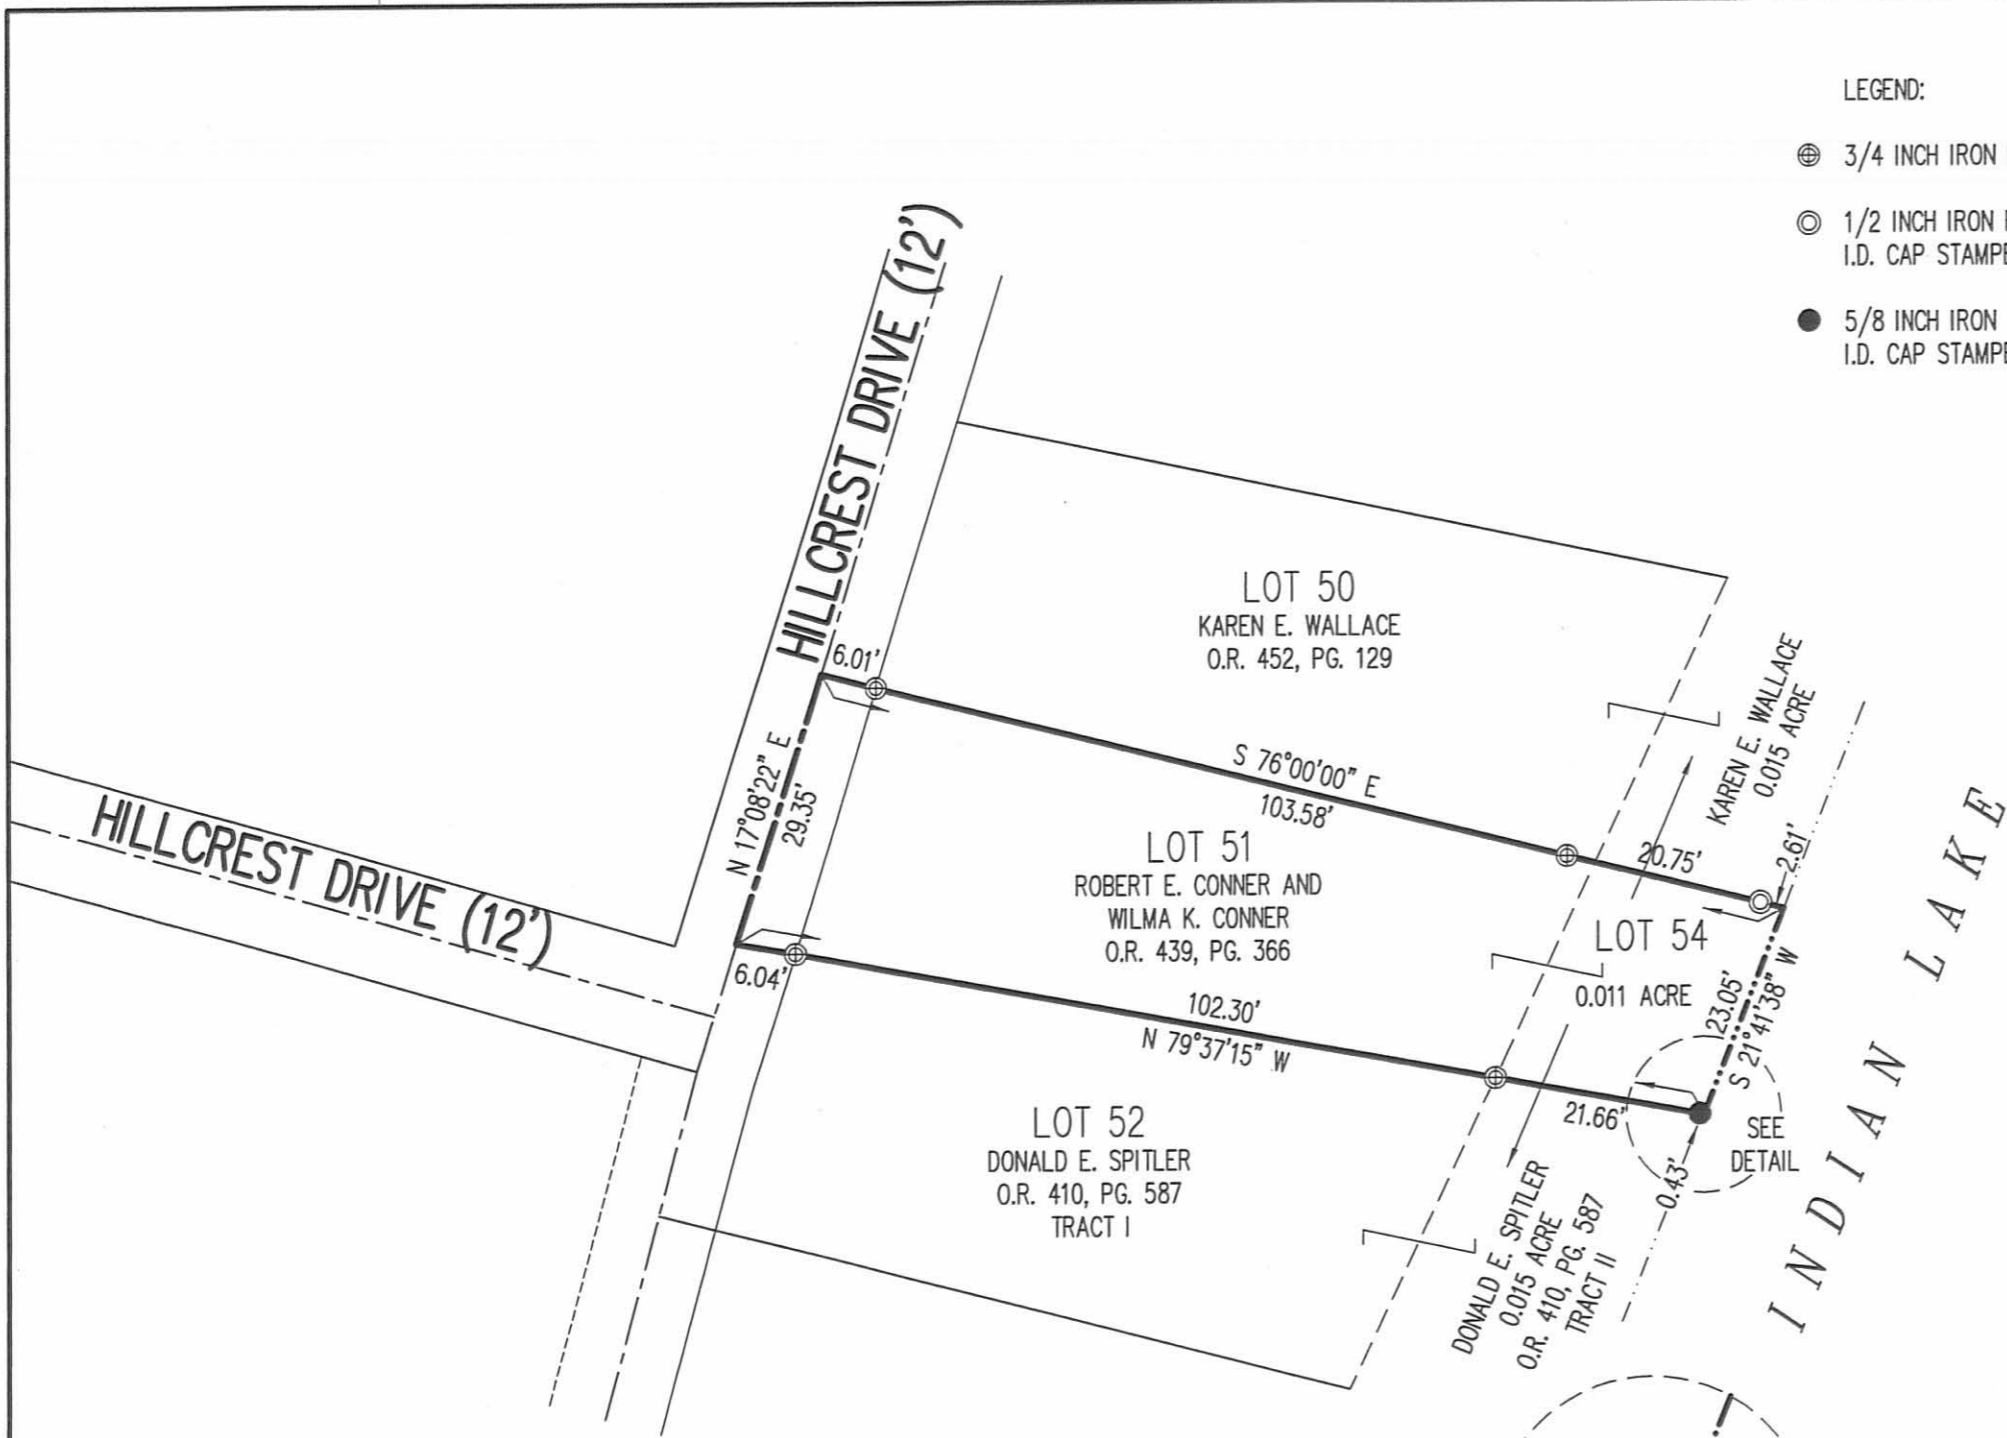 LEGEND:
3/4 INCH IRON
1/2 INCH IRON
I.D. CAP STAMPE
5/8 INCH IRON
I.D. CAP STAMPE
HILLCREST DRIVE (12')
LOT 50
KAREN E. WALLACE
O.R. 452, PG. 129
6.01'
KAREN E. WALLACE
0.015 ACRE
S 76°00'00" E
103.58'
N 17°08'22" E
29.35'
HILLCREST DRIVE (12')
LOT 51
ROBERT E. CONNER AND
WILMA K. CONNER
O.R. 439, PG. 366
20.75'
2.61'
LOT 54
0.011 ACRE
23.05'
S 21°41'38" W
INDIAN LAKE
6.04'
102.30'
N 79°37'15" W
21.66'
SEE
DETAIL
0.43'
LOT 52
DONALD E. SPITLER
O.R. 410, PG. 587
TRACT I
DONALD E. SPITLER
0.015 ACRE
O.R. 410, PG. 587
TRACT II